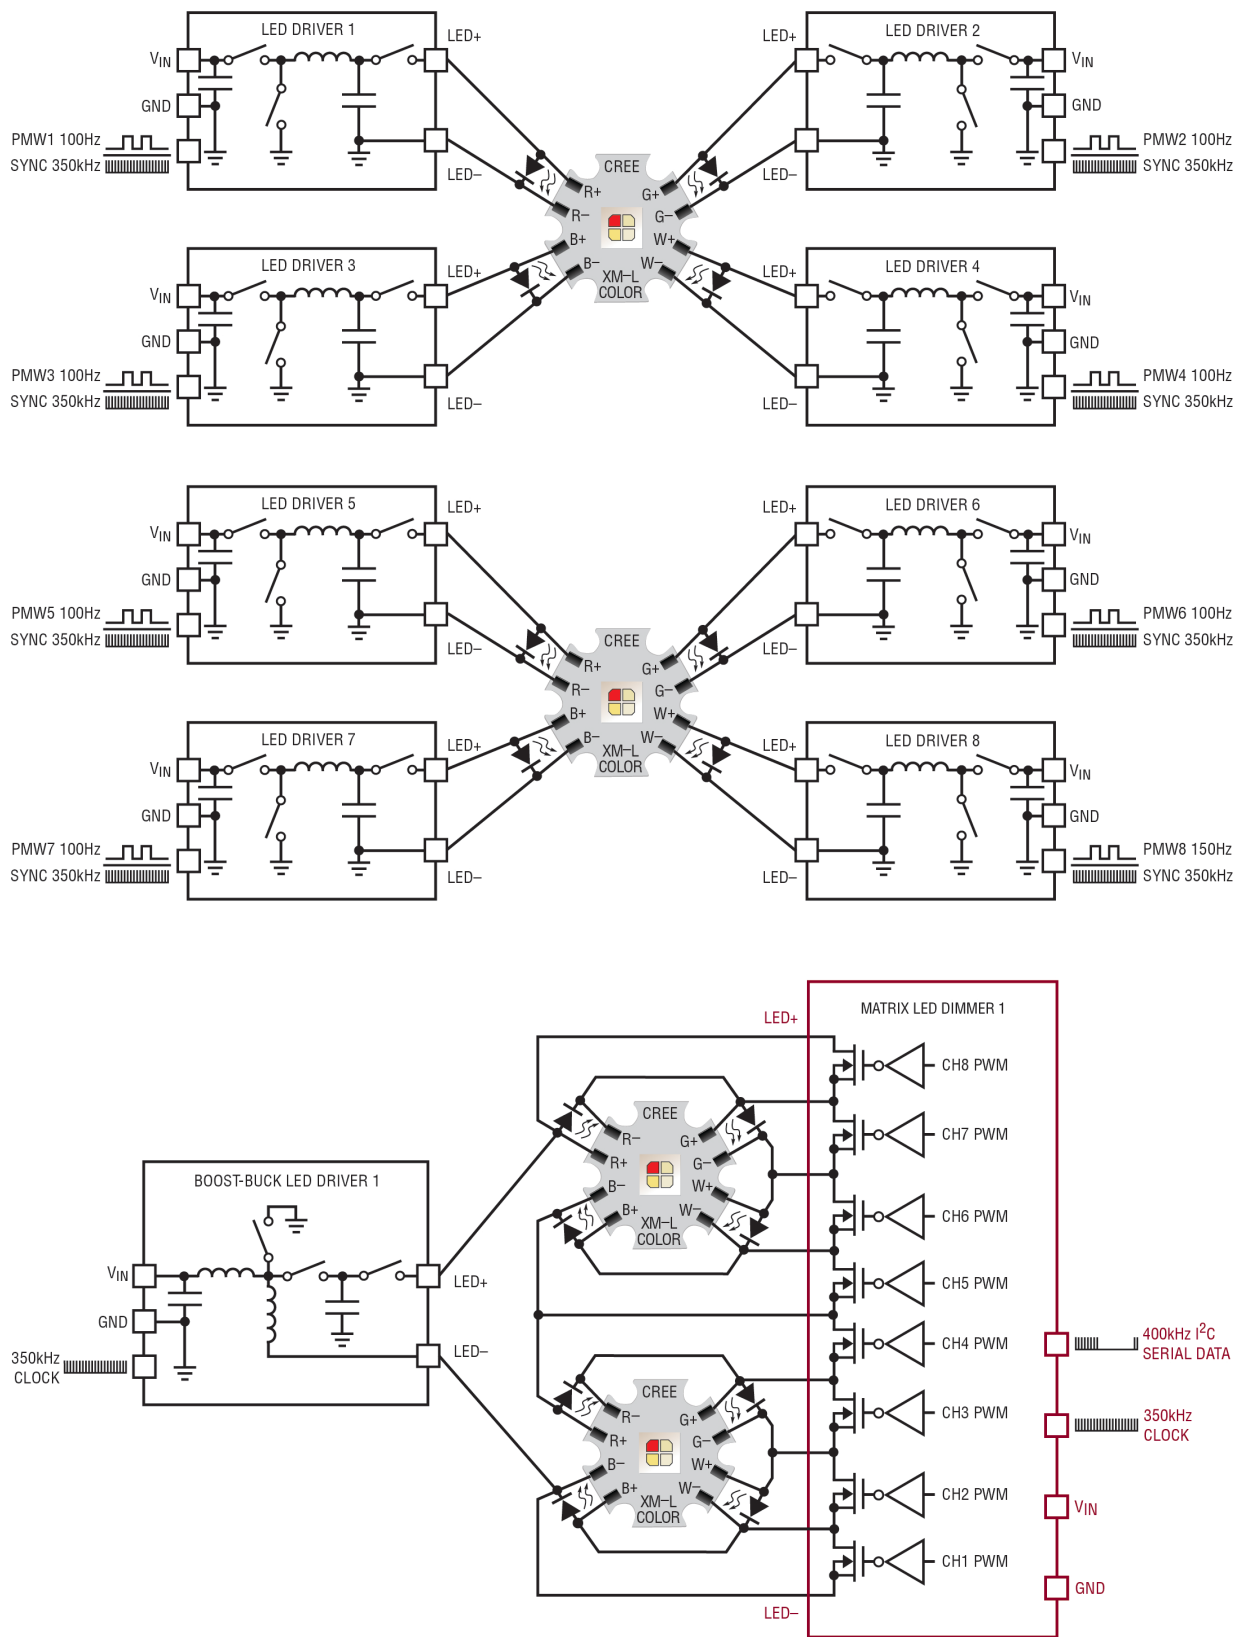 LED DRIVER 1
LED+
VIN
GND
PMW1 100Hz
SYNC 350kHz
LED–
LED DRIVER 2
LED+
VIN
GND
PMW2 100Hz
SYNC 350kHz
LED–
CREE
R+
G+
R–
G–
B+
W+
B–
W–
XM–L
COLOR
LED DRIVER 3
LED+
VIN
GND
PMW3 100Hz
SYNC 350kHz
LED–
LED DRIVER 4
LED+
VIN
GND
PMW4 100Hz
SYNC 350kHz
LED–
LED DRIVER 5
LED+
VIN
GND
PMW5 100Hz
SYNC 350kHz
LED–
LED DRIVER 6
LED+
VIN
GND
PMW6 100Hz
SYNC 350kHz
LED–
CREE
R+
G+
R–
G–
B+
W+
B–
W–
XM–L
COLOR
LED DRIVER 7
LED+
VIN
GND
PMW7 100Hz
SYNC 350kHz
LED–
LED DRIVER 8
LED+
VIN
GND
PMW8 150Hz
SYNC 350kHz
LED–
BOOST-BUCK LED DRIVER 1
VIN
GND
350kHz
CLOCK
LED+
LED–
CREE
R–
G+
R+
G–
B–
W+
B+
W–
XM–L
COLOR
CREE
R–
G+
R+
G–
B–
W+
B+
W–
XM–L
COLOR
LED+
MATRIX LED DIMMER 1
CH8 PWM
CH7 PWM
CH6 PWM
CH5 PWM
CH4 PWM
CH3 PWM
CH2 PWM
CH1 PWM
LED–
400kHz I2C
SERIAL DATA
350kHz
CLOCK
VIN
GND